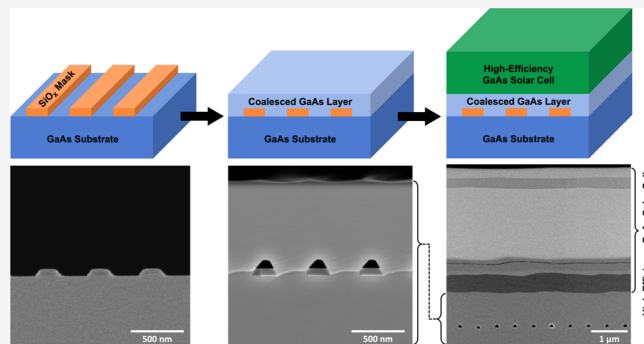 SiOx Mask
GaAs Substrate
Coalesced GaAs Layer
GaAs Substrate
High-Efficiency
GaAs Solar Cell
Coalesced GaAs Layer
GaAs Substrate
500 nm
500 nm
1 µm